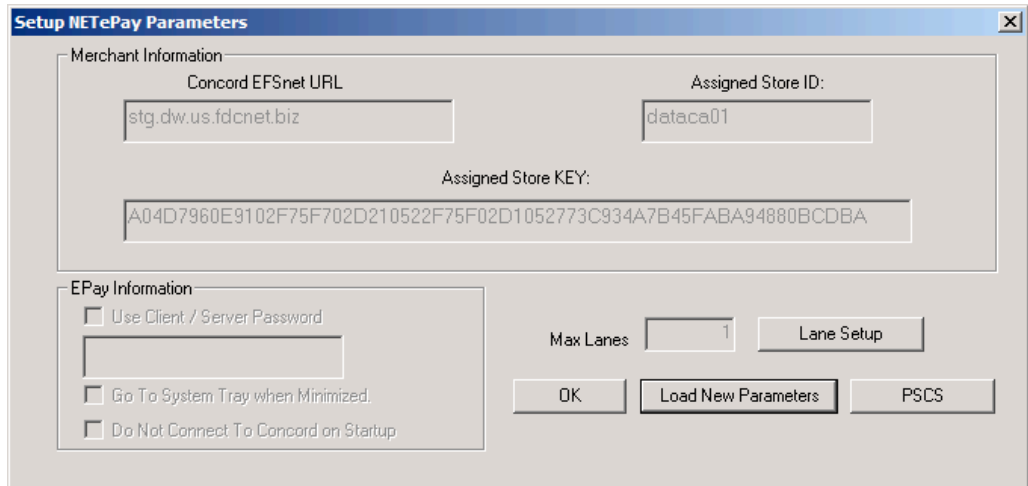 Setup NETePay Parameters
Merchant Information
Concord EFSnet URL
Assigned Store ID:
stg.dw.us.fdcnet.biz
dataca01
Assigned Store KEY:
A04D7960E9102F75F702D210522F75F02D1052773C934A7B45FABA94880BCDBA
EPay Information
Use Client / Server Password
Max Lanes
1
Lane Setup
Go To System Tray when Minimized.
OK
Load New Parameters
PSCS
Do Not Connect To Concord on Startup